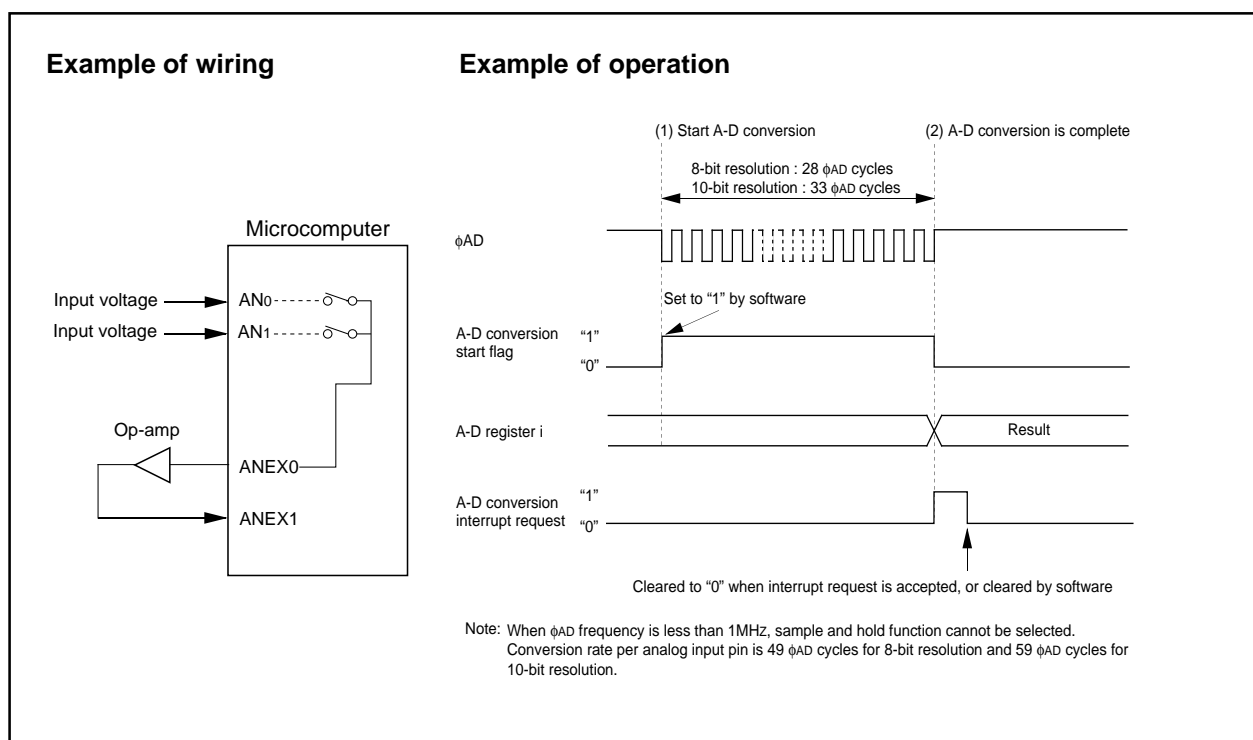 Example of wiring
Example of operation
Microcomputer
Input voltage
AN0
Input voltage
AN1
Op-amp
ANEX0
ANEX1
(1) Start A-D conversion
(2) A-D conversion is complete
8-bit resolution : 28 ϕAD cycles
10-bit resolution : 33 ϕAD cycles
ϕAD
Set to “1” by software
A-D conversion
start flag
“1”
“0”
A-D register i
Result
A-D conversion
interrupt request
“1”
“0”
Cleared to “0” when interrupt request is accepted, or cleared by software
Note: When ϕAD frequency is less than 1MHZ, sample and hold function cannot be selected.
Conversion rate per analog input pin is 49 ϕAD cycles for 8-bit resolution and 59 ϕAD cycles for
10-bit resolution.